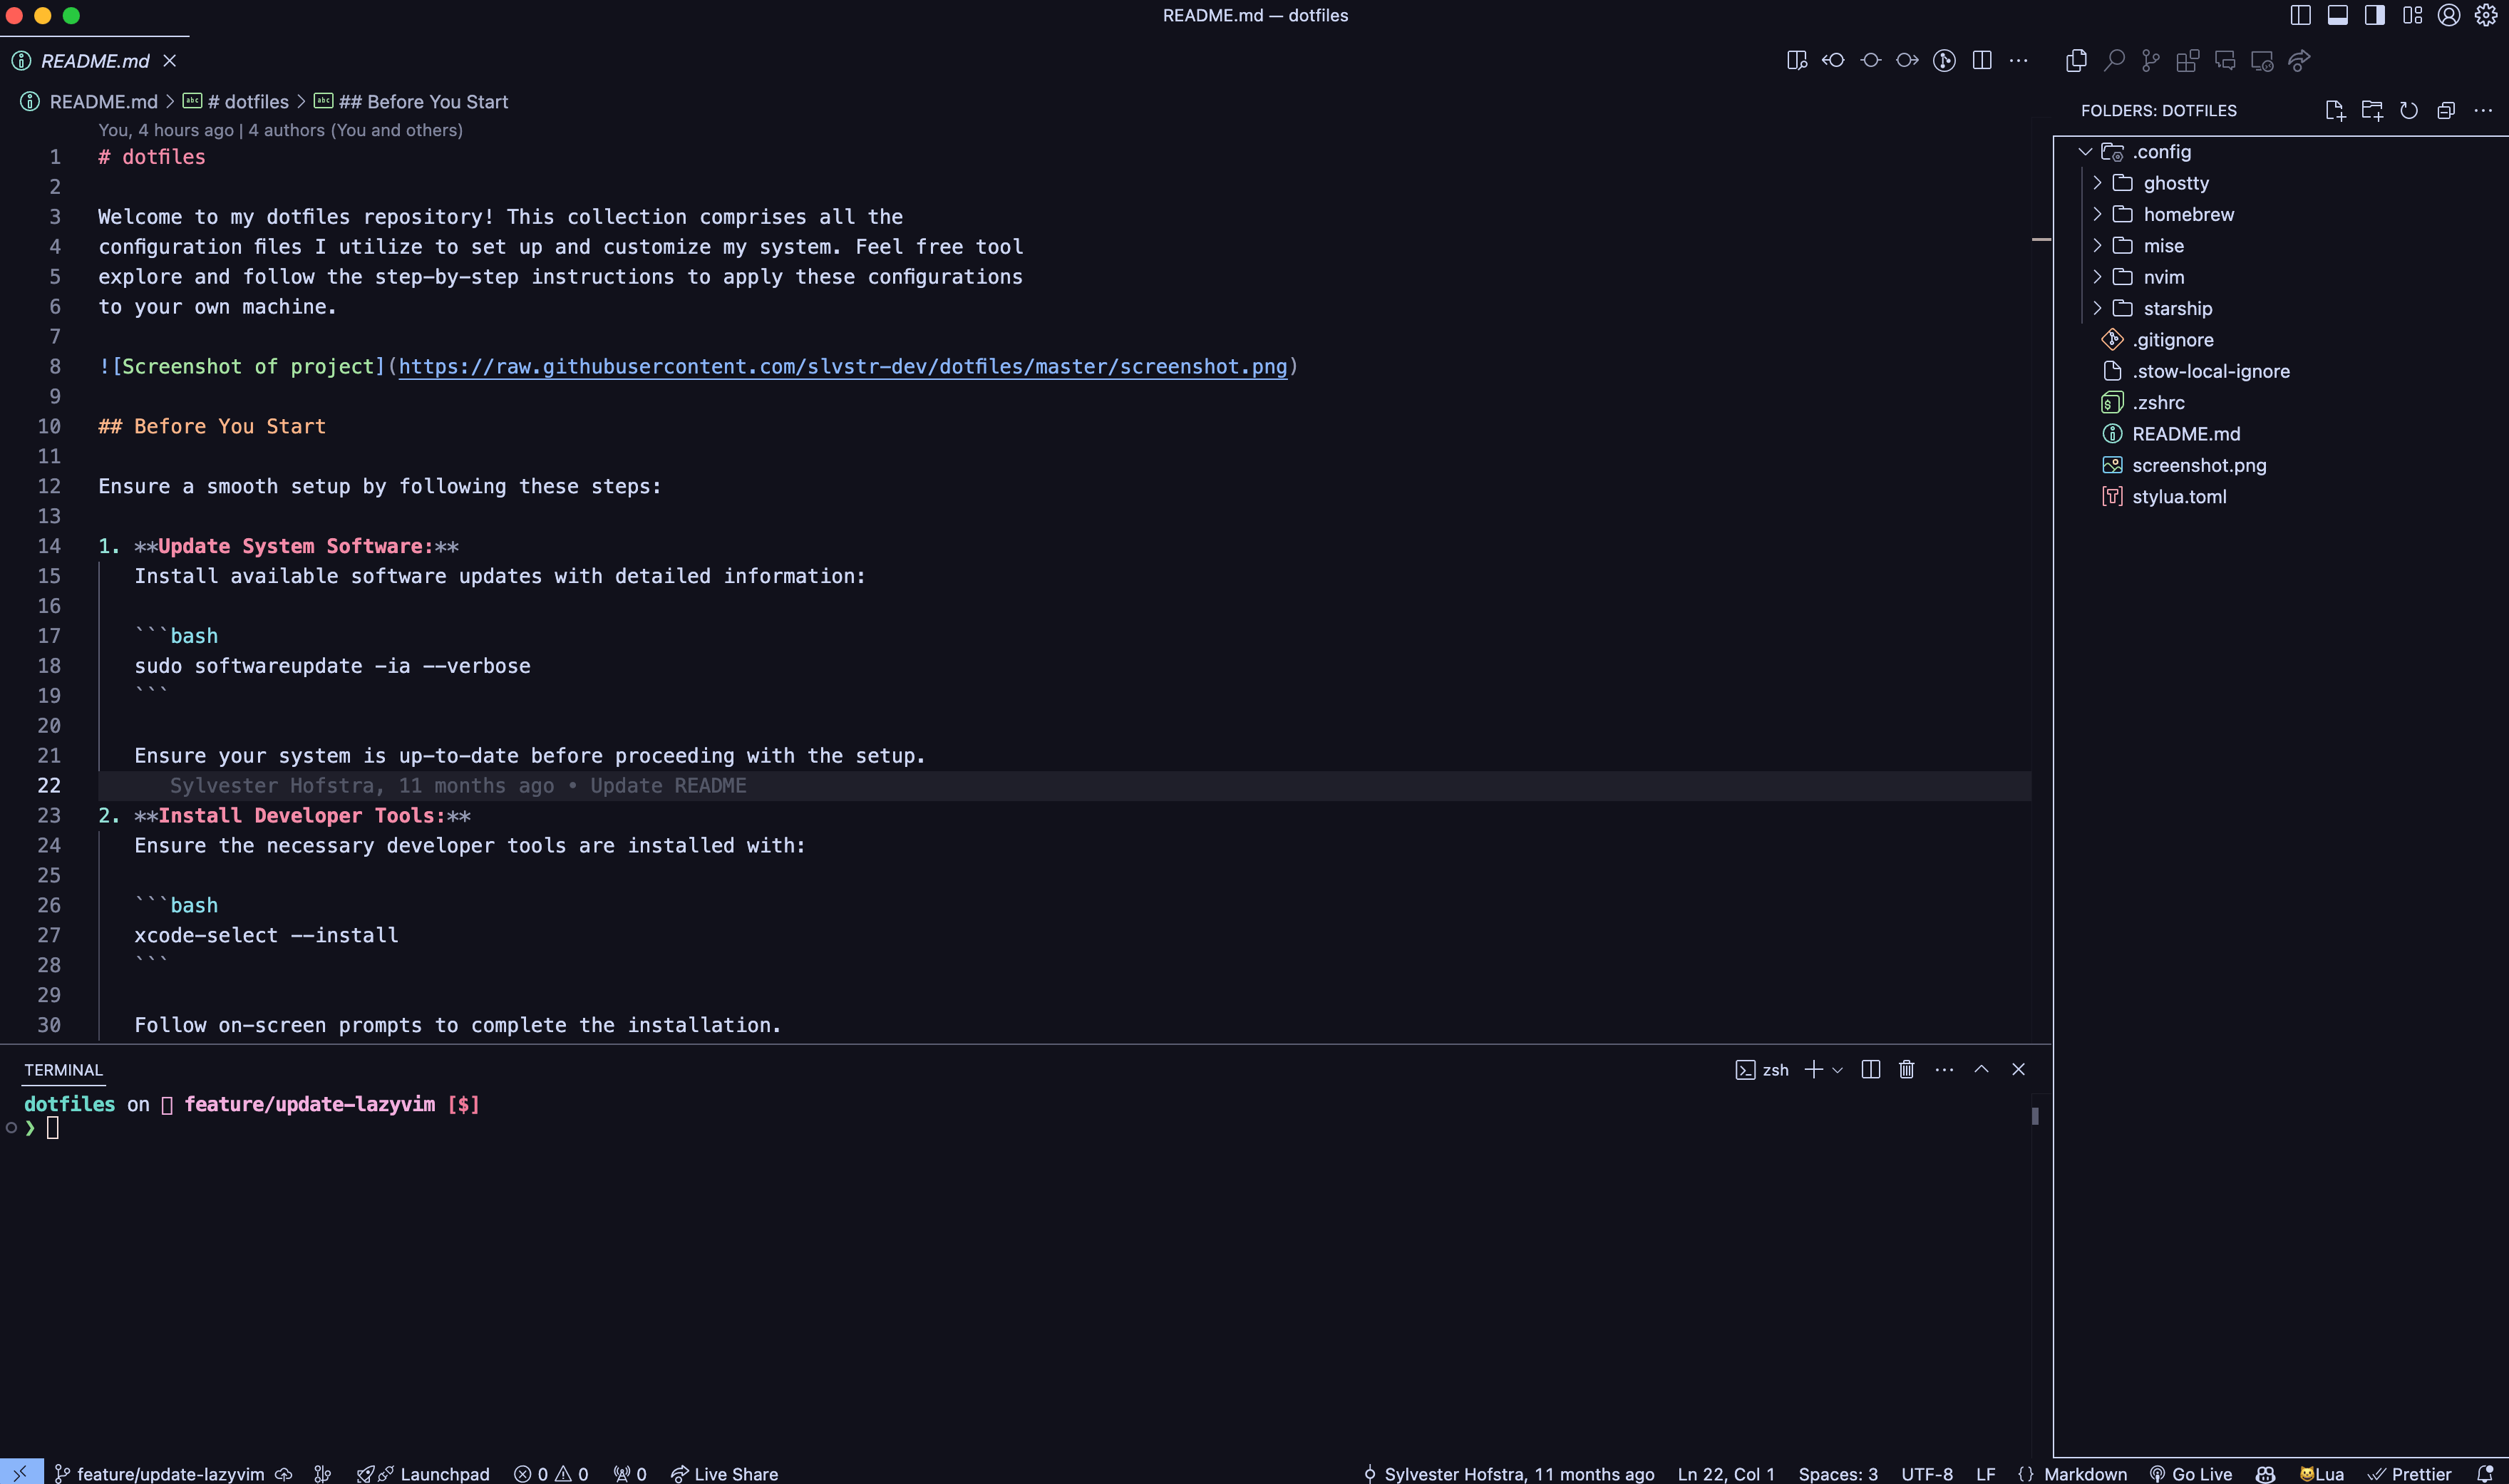 README.md — dotfiles
README.md
README.md > # dotfiles > ## Before You Start
You, 4 hours ago | 4 authors (You and others)
1 # dotfiles
2
3 Welcome to my dotfiles repository! This collection comprises all the
4 configuration files I utilize to set up and customize my system. Feel free tool
5 explore and follow the step-by-step instructions to apply these configurations
6 to your own machine.
7
8 ![Screenshot of project](https://raw.githubusercontent.com/slvstr-dev/dotfiles/master/screenshot.png)
9
10 ## Before You Start
11
12 Ensure a smooth setup by following these steps:
13
14 1. **Update System Software:**
15 Install available software updates with detailed information:
16
17 ```bash
18 sudo softwareupdate -ia --verbose
19 ```
20
21 Ensure your system is up-to-date before proceeding with the setup.
22 Sylvester Hofstra, 11 months ago • Update README
23 2. **Install Developer Tools:**
24 Ensure the necessary developer tools are installed with:
25
26 ```bash
27 xcode-select --install
28 ```
29
30 Follow on-screen prompts to complete the installation.
FOLDERS: DOTFILES
.config
ghostty
homebrew
mise
nvim
starship
.gitignore
.stow-local-ignore
.zshrc
README.md
screenshot.png
stylua.toml
TERMINAL
zsh
dotfiles on feature/update-lazyvim [$]
❯
feature/update-lazyvim Launchpad 0 0 0 Live Share Sylvester Hofstra, 11 months ago Ln 22, Col 1 Spaces: 3 UTF-8 LF {} Markdown Go Live 😺Lua Prettier